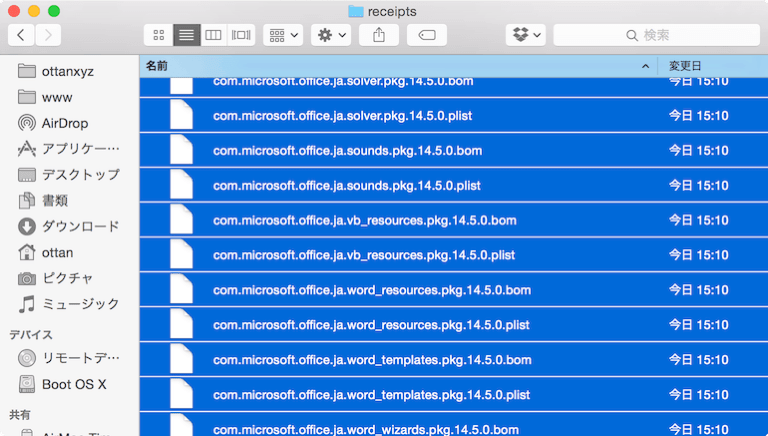 receipts
検索
ottanxyz
www
AirDrop
アプリケー…
デスクトップ
書類
ダウンロード
ottan
ピクチャ
ミュージック
デバイス
リモートデ…
Boot OS X
共有
名前
変更日
com.microsoft.office.ja.solver.pkg.14.5.0.bom
今日 15:10
com.microsoft.office.ja.solver.pkg.14.5.0.plist
今日 15:10
com.microsoft.office.ja.sounds.pkg.14.5.0.bom
今日 15:10
com.microsoft.office.ja.sounds.pkg.14.5.0.plist
今日 15:10
com.microsoft.office.ja.vb_resources.pkg.14.5.0.bom
今日 15:10
com.microsoft.office.ja.vb_resources.pkg.14.5.0.plist
今日 15:10
com.microsoft.office.ja.word_resources.pkg.14.5.0.bom
今日 15:10
com.microsoft.office.ja.word_resources.pkg.14.5.0.plist
今日 15:10
com.microsoft.office.ja.word_templates.pkg.14.5.0.bom
今日 15:10
com.microsoft.office.ja.word_templates.pkg.14.5.0.plist
今日 15:10
com.microsoft.office.ja.word_wizards.pkg.14.5.0.bom
今日 15:10